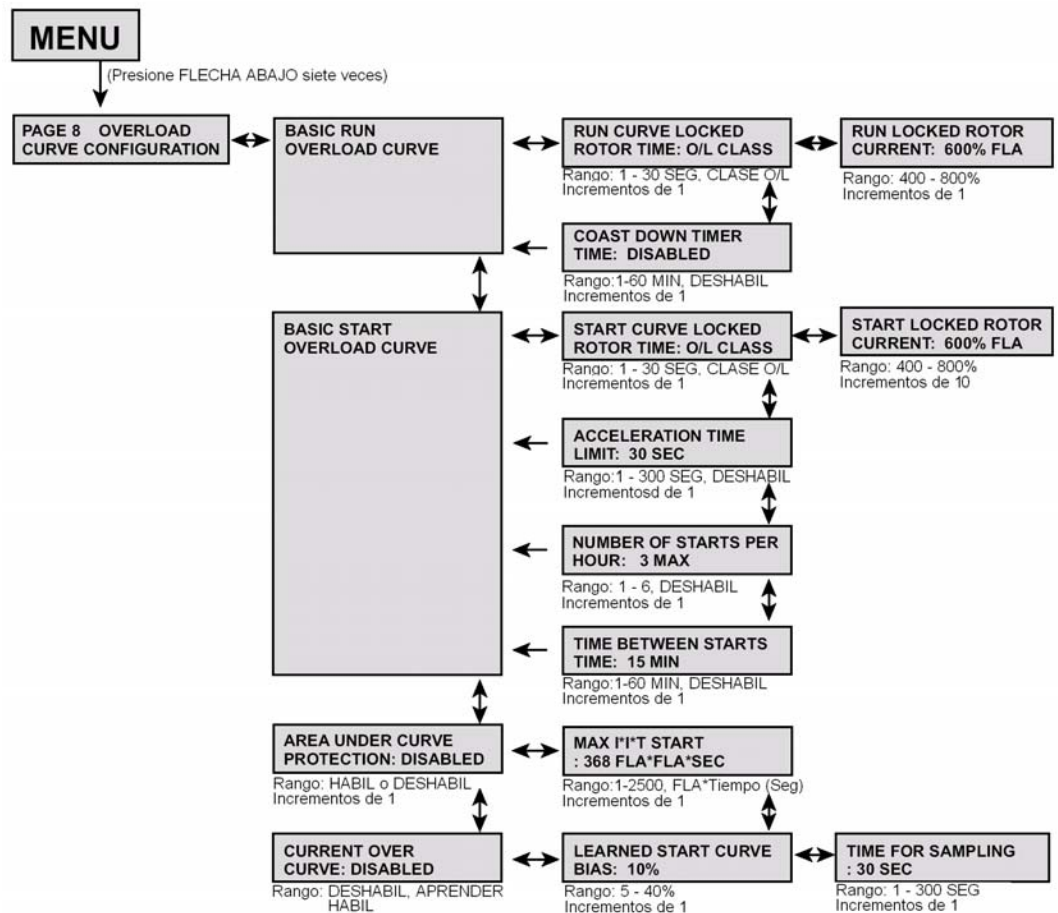 MENU
(Presione FLECHA ABAJO siete veces)
PAGE 8 OVERLOAD
CURVE CONFIGURATION
BASIC RUN
OVERLOAD CURVE
RUN CURVE LOCKED
ROTOR TIME: O/L CLASS
Rango: 1 - 30 SEG, CLASE O/L
Incrementos de 1
RUN LOCKED ROTOR
CURRENT: 600% FLA
Rango: 400 - 800%
Incrementos de 1
COAST DOWN TIMER
TIME: DISABLED
Rango:1-60 MIN, DESHABIL
Incrementos de 1
BASIC START
OVERLOAD CURVE
START CURVE LOCKED
ROTOR TIME: O/L CLASS
Rango: 1 - 30 SEG, CLASE O/L
Incrementos de 1
START LOCKED ROTOR
CURRENT: 600% FLA
Rango: 400 - 800%
Incrementos de 10
ACCELERATION TIME
LIMIT: 30 SEC
Rango:1 - 300 SEG, DESHABIL
Incrementosd de 1
NUMBER OF STARTS PER
HOUR: 3 MAX
Rango: 1 - 6, DESHABIL
Incrementos de 1
TIME BETWEEN STARTS
TIME: 15 MIN
Rango:1-60 MIN, DESHABIL
Incrementos de 1
AREA UNDER CURVE
PROTECTION: DISABLED
Rango: HABIL o DESHABIL
Incrementos de 1
MAX I*I*T START
: 368 FLA*FLA*SEC
Rango:1-2500, FLA*Tiempo (Seg)
Incrementos de 1
CURRENT OVER
CURVE: DISABLED
Rango: DESHABIL, APRENDER
HABIL
LEARNED START CURVE
BIAS: 10%
Rango: 5 - 40%
Incrementos de 1
TIME FOR SAMPLING
: 30 SEC
Rango: 1 - 300 SEG
Incrementos de 1